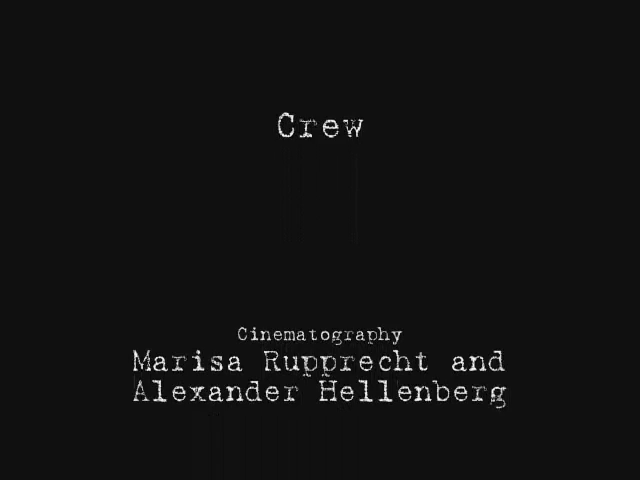 Crew
Cinematography
Marisa Rupprecht and
Alexander Hellenberg